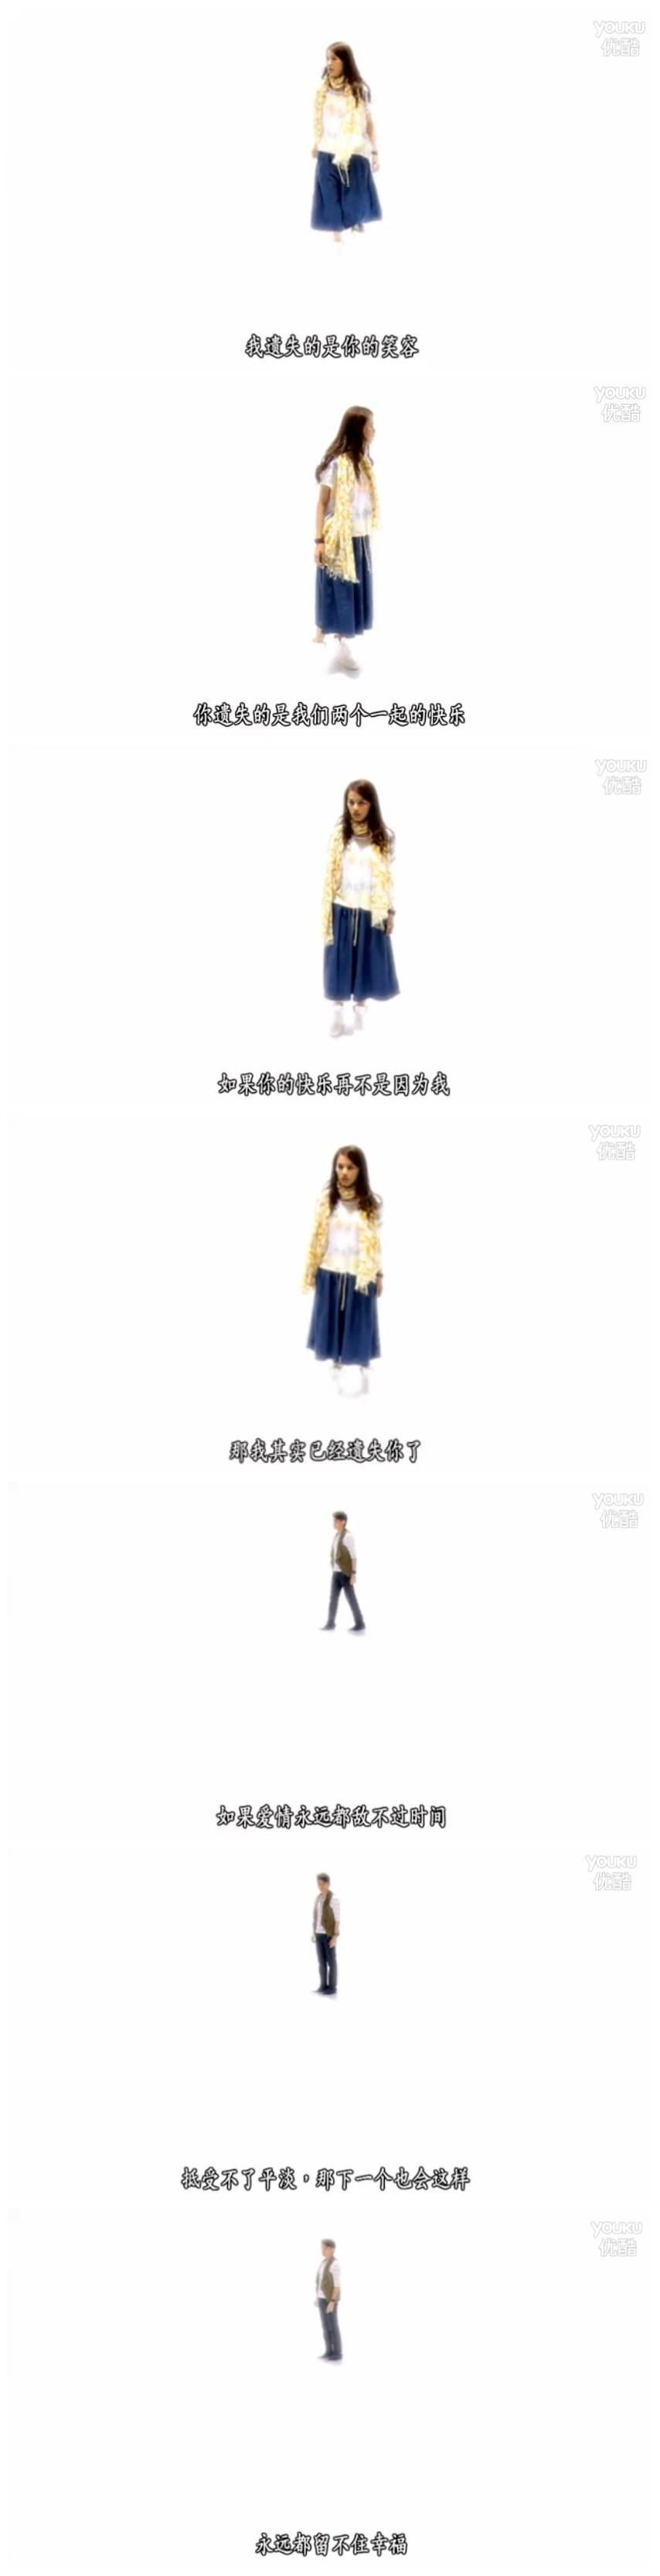 YOUKU
优酷
我遗失的是你的笑容
YOUKU
优酷
你遗失的是我们两个一起的快乐
YOUKU
优酷
如果你的快乐再不是因为我
YOUKU
优酷
那我其实已经遗失你了
YOUKU
优酷
如果爱情永远都敌不过时间
YOUKU
优酷
抵受不了平淡，那下一个也会这样
YOUKU
优酷
永远都留不住幸福